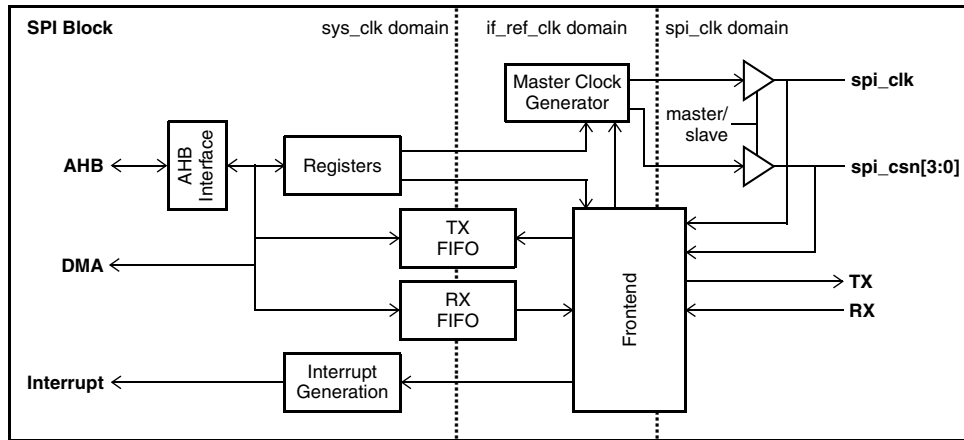 SPI Block
sys_clk domain
if_ref_clk domain
spi_clk domain
Master Clock
Generator
spi_clk
master/
slave
AHB
AHB
Interface
Registers
spi_csn[3:0]
TX
FIFO
DMA
TX
RX
FIFO
RX
Frontend
Interrupt
Interrupt
Generation